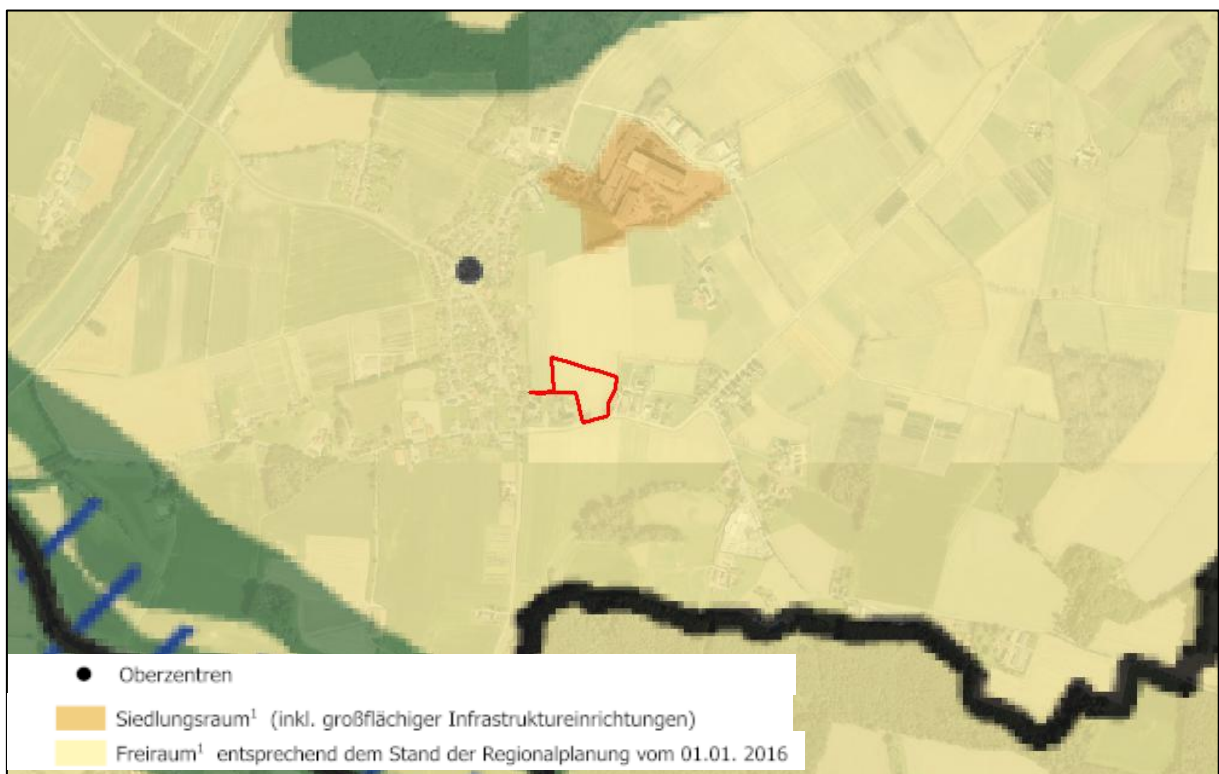 Oberzentren
Siedlungsraum¹ (inkl. großflächiger Infrastruktureinrichtungen)
Freiraum¹ entsprechend dem Stand der Regionalplanung vom 01.01. 2016